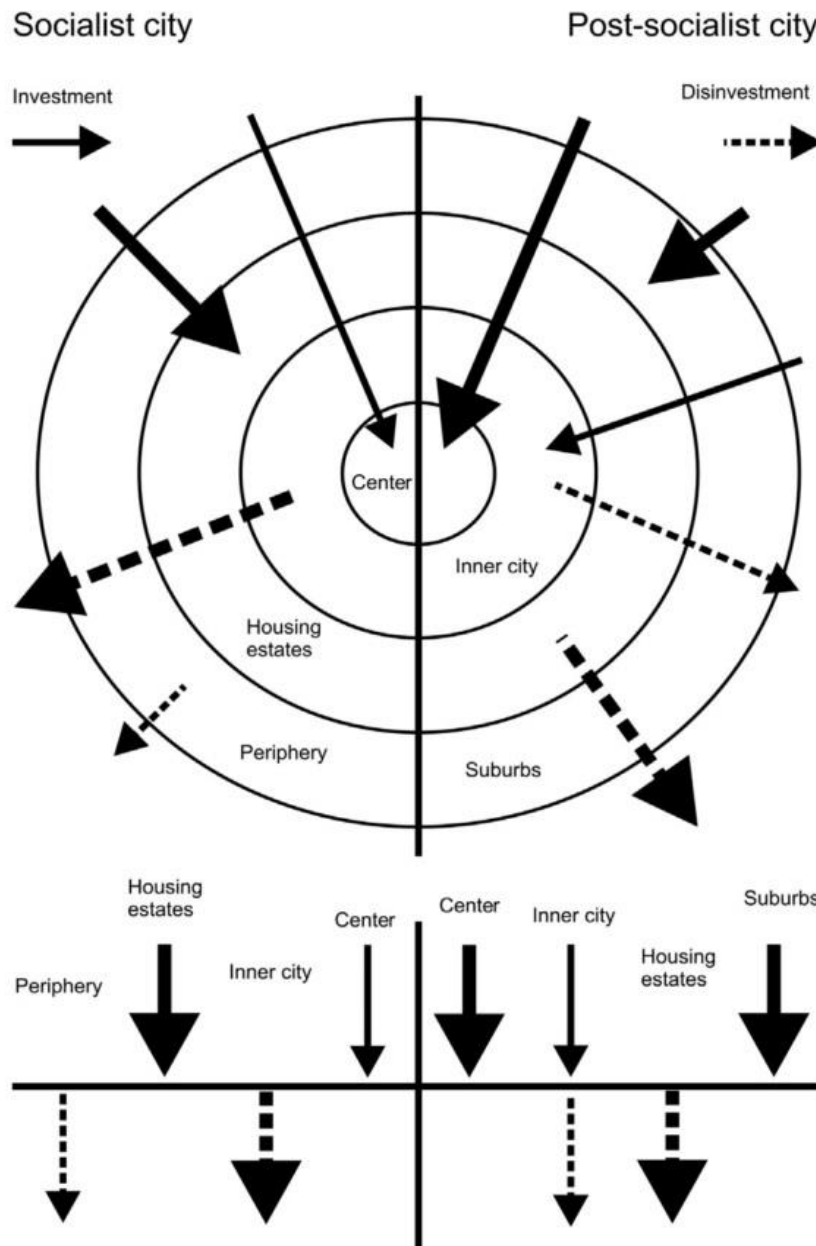 Socialist city
Post-socialist city
Investment
Disinvestment
Center
Inner city
Housing
estates
Periphery
Suburbs
Housing
estates
Center
Center
Inner city
Suburbs
Periphery
Inner city
Housing
estates